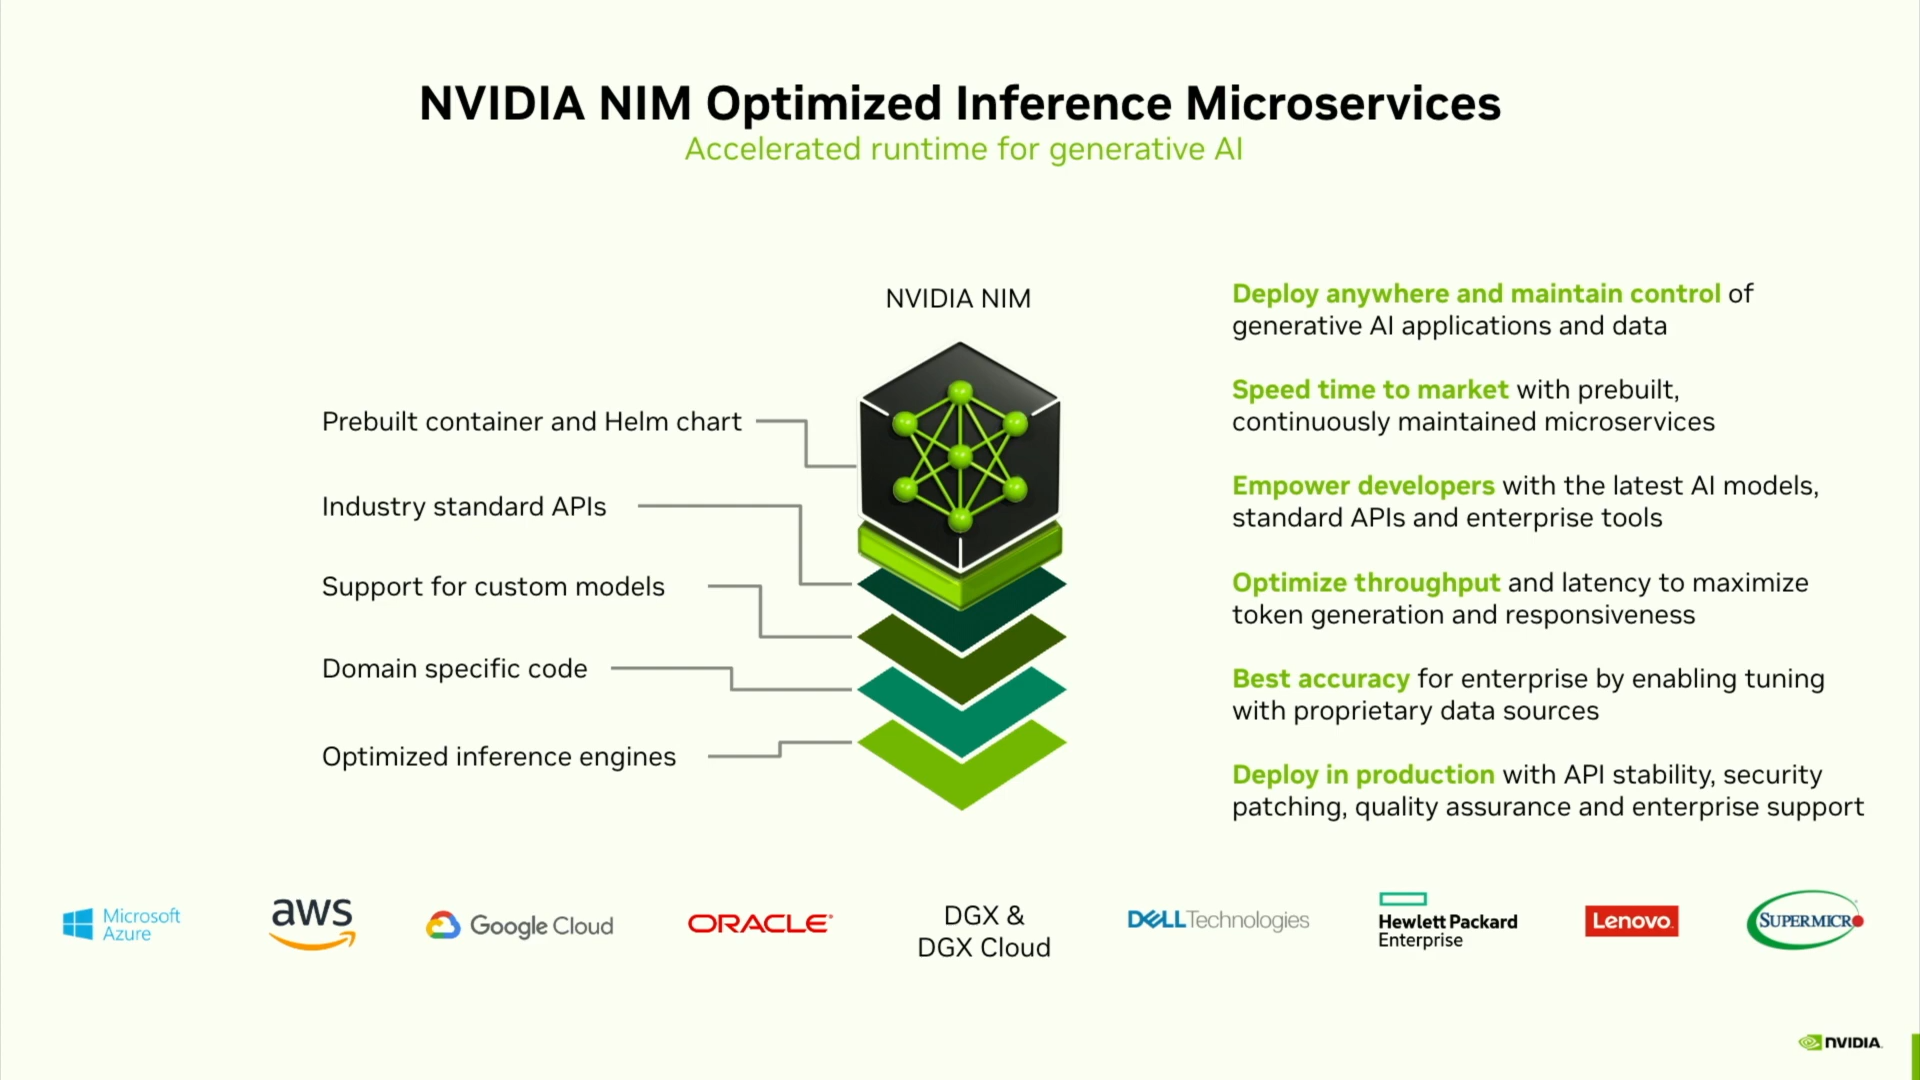 NVIDIA NIM Optimized Inference Microservices
Accelerated runtime for generative AI
NVIDIA NIM
Prebuilt container and Helm chart
Industry standard APIs
Support for custom models
Domain specific code
Optimized inference engines
Deploy anywhere and maintain control of
generative AI applications and data
Speed time to market with prebuilt,
continuously maintained microservices
Empower developers with the latest AI models,
standard APIs and enterprise tools
Optimize throughput and latency to maximize
token generation and responsiveness
Best accuracy for enterprise by enabling tuning
with proprietary data sources
Deploy in production with API stability, security
patching, quality assurance and enterprise support
Microsoft
Azure
aws
Google Cloud
ORACLE
DGX &
DGX Cloud
DELL Technologies
Hewlett Packard
Enterprise
Lenovo
SUPERMICRO
NVIDIA